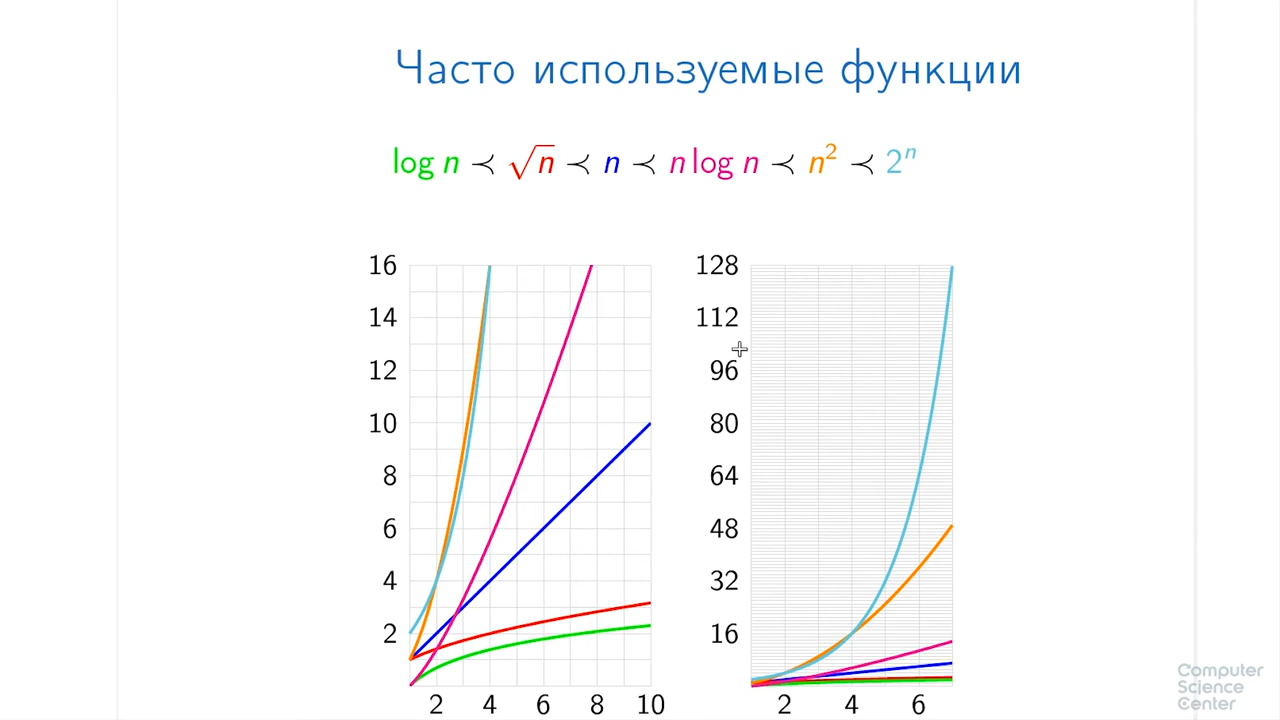 Часто используемые функции
log n ≺ √n ≺ n ≺ n log n ≺ n² ≺ 2ⁿ
16
14
12
10
8
6
4
2
2 4 6 8 10
128
112
96
80
64
48
32
16
2 4 6
Computer
Science
Center